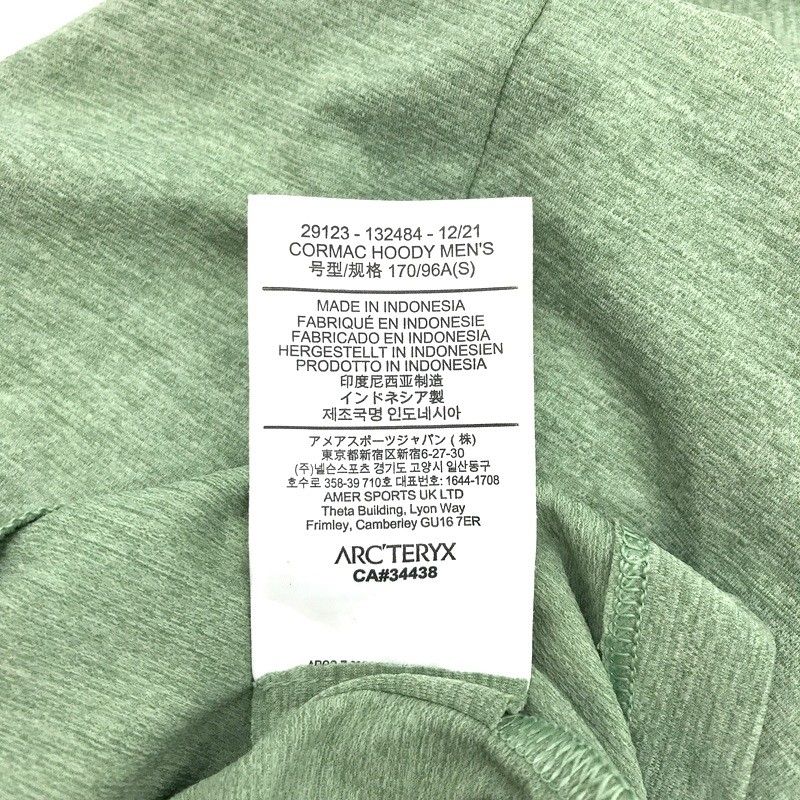 29123 - 132484 - 12/21
CORMAC HOODY MEN'S
号型/规格 170/96A(S)
MADE IN INDONESIA
FABRIQUÉ EN INDONESIE
FABRICADO EN INDONESIA
HERGESTELLT IN INDONESIEN
PRODOTTO IN INDONESIA
印度尼西亚制造
インドネシア製
제조국명 인도네시아
アメアスポーツジャパン(株)
東京都新宿区新宿6-27-30
(주)넬슨스포츠 경기도 고양시 일산동구
호수로 358-39 710호 대표번호: 1644-1708
AMER SPORTS UK LTD
Theta Building, Lyon Way
Frimley, Camberley GU16 7ER
ARC'TERYX
CA#34438